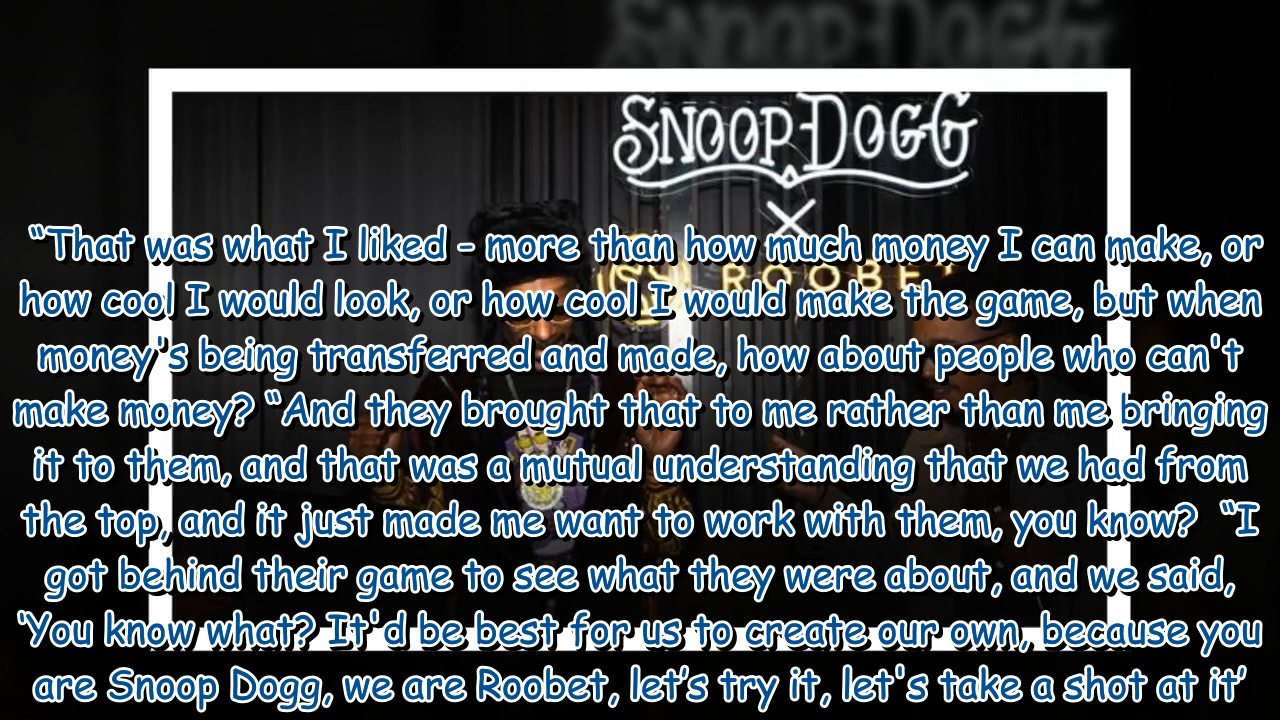 SNOOP DOGG
SNOOP DOGG
X
ROOBET
“That was what I liked - more than how much money I can make, or
how cool I would look, or how cool I would make the game, but when
money's being transferred and made, how about people who can't
make money? “And they brought that to me rather than me bringing
it to them, and that was a mutual understanding that we had from
the top, and it just made me want to work with them, you know? “I
got behind their game to see what they were about, and we said,
‘You know what? It'd be best for us to create our own, because you
are Snoop Dogg, we are Roobet, let’s try it, let's take a shot at it’